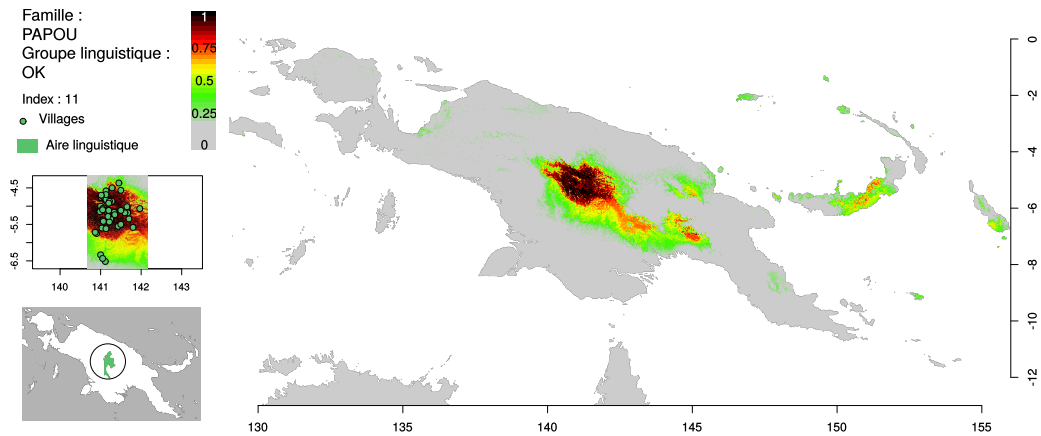 Famille :
PAPOU
Groupe linguistique :
OK
Index : 11
Villages
Aire linguistique
1
0.75
0.5
0.25
0
-4.5
-5.5
-6.5
140 141 142 143
0
-2
-4
-6
-8
-10
-12
130 135 140 145 150 155